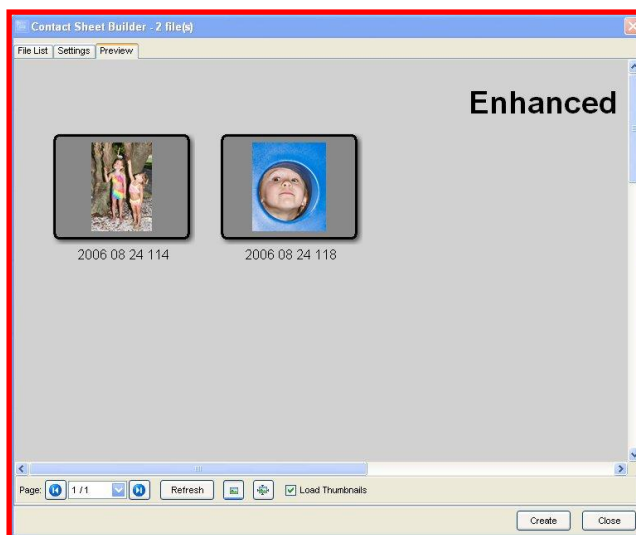 Contact Sheet Builder - 2 file(s)
File List Settings Preview
Enhanced
2006 08 24 114 2006 08 24 118
Page: 1 / 1 Refresh Load Thumbnails
Create Close